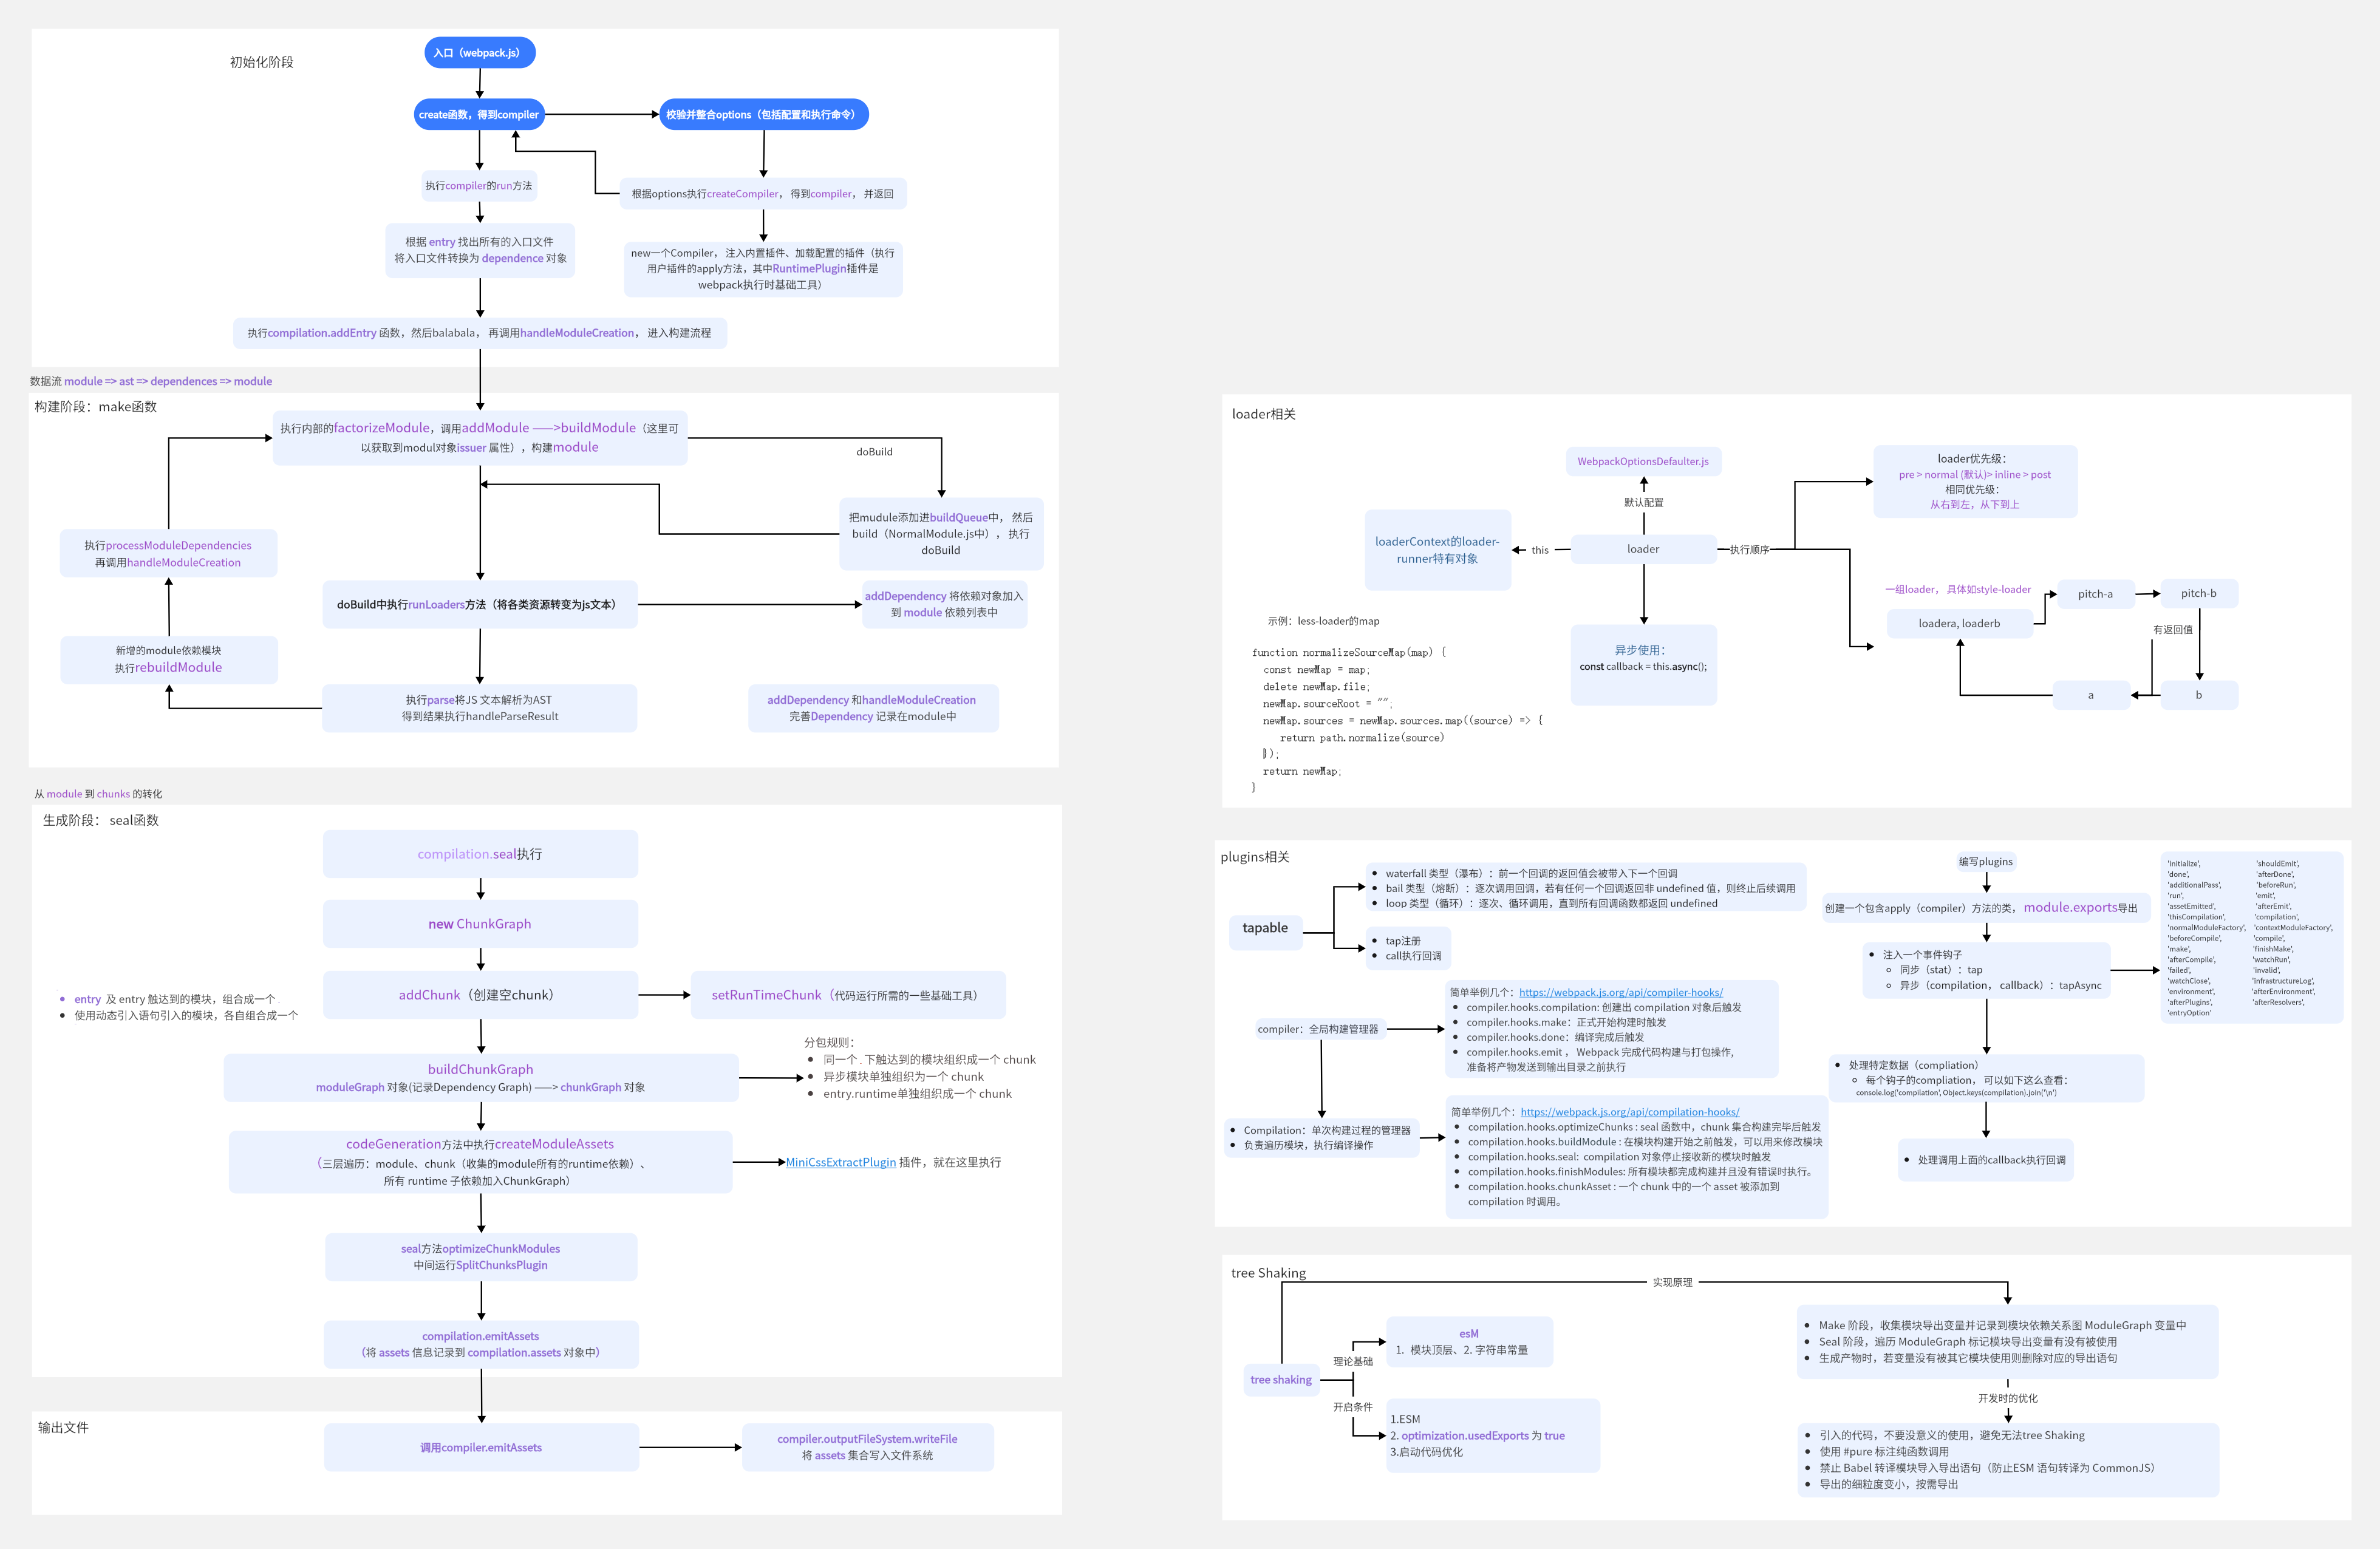 初始化阶段
入口（webpack.js）
create函数，得到compiler
校验并整合options（包括配置和执行命令）
执行compiler的run方法
根据options执行createCompiler， 得到compiler， 并返回
根据 entry 找出所有的入口文件
将入口文件转换为 dependence 对象
new一个Compiler， 注入内置插件、加载配置的插件（执行
用户插件的apply方法，其中RuntimePlugin插件是
webpack执行时基础工具）
执行compilation.addEntry 函数，然后balabala， 再调用handleModuleCreation， 进入构建流程
数据流 module => ast => dependences => module
构建阶段：make函数
执行内部的factorizeModule，调用addModule ——>buildModule（这里可
以获取到modul对象issuer 属性），构建module
doBuild
把mudule添加进buildQueue中， 然后
build（NormalModule.js中）， 执行
doBuild
执行processModuleDependencies
再调用handleModuleCreation
doBuild中执行runLoaders方法（将各类资源转变为js文本）
addDependency 将依赖对象加入
到 module 依赖列表中
新增的module依赖模块
执行rebuildModule
执行parse将JS 文本解析为AST
得到结果执行handleParseResult
addDependency 和handleModuleCreation
完善Dependency 记录在module中
从 module 到 chunks 的转化
生成阶段： seal函数
compilation.seal执行
new ChunkGraph
addChunk（创建空chunk）
setRunTimeChunk（代码运行所需的一些基础工具）
entry 及 entry 触达到的模块，组合成一个
使用动态引入语句引入的模块，各自组合成一个
buildChunkGraph
moduleGraph 对象(记录Dependency Graph) ——> chunkGraph 对象
分包规则：
同一个 下触达到的模块组织成一个 chunk
异步模块单独组织为一个 chunk
entry.runtime单独组织成一个 chunk
codeGeneration方法中执行createModuleAssets
（三层遍历：module、chunk（收集的module所有的runtime依赖）、
所有 runtime 子依赖加入ChunkGraph）
MiniCssExtractPlugin 插件，就在这里执行
seal方法optimizeChunkModules
中间运行SplitChunksPlugin
compilation.emitAssets
（将 assets 信息记录到 compilation.assets 对象中）
输出文件
调用compiler.emitAssets
compiler.outputFileSystem.writeFile
将 assets 集合写入文件系统
loader相关
WebpackOptionsDefaulter.js
默认配置
loaderContext的loader-
runner特有对象
this
loader
执行顺序
loader优先级：
pre > normal (默认)> inline > post
相同优先级：
从右到左，从下到上
一组loader， 具体如style-loader
loadera, loaderb
pitch-a
pitch-b
有返回值
a
b
异步使用：
const callback = this.async();
示例：less-loader的map
function normalizeSourceMap(map) {
const newMap = map;
delete newMap.file;
newMap.sourceRoot = "";
newMap.sources = newMap.sources.map((source) => {
return path.normalize(source)
});
return newMap;
}
plugins相关
tapable
waterfall 类型（瀑布）：前一个回调的返回值会被带入下一个回调
bail 类型（熔断）：逐次调用回调，若有任何一个回调返回非 undefined 值，则终止后续调用
loop 类型（循环）：逐次、循环调用，直到所有回调函数都返回 undefined
tap注册
call执行回调
compiler：全局构建管理器
简单举例几个：https://webpack.js.org/api/compiler-hooks/
compiler.hooks.compilation: 创建出 compilation 对象后触发
compiler.hooks.make：正式开始构建时触发
compiler.hooks.done：编译完成后触发
compiler.hooks.emit ， Webpack 完成代码构建与打包操作,
准备将产物发送到输出目录之前执行
Compilation：单次构建过程的管理器
负责遍历模块，执行编译操作
简单举例几个：https://webpack.js.org/api/compilation-hooks/
compilation.hooks.optimizeChunks : seal 函数中，chunk 集合构建完毕后触发
compilation.hooks.buildModule : 在模块构建开始之前触发，可以用来修改模块
compilation.hooks.seal: compilation 对象停止接收新的模块时触发
compilation.hooks.finishModules: 所有模块都完成构建并且没有错误时执行。
compilation.hooks.chunkAsset : 一个 chunk 中的一个 asset 被添加到
compilation 时调用。
编写plugins
创建一个包含apply（compiler）方法的类， module.exports导出
注入一个事件钩子
同步（stat）：tap
异步（compilation， callback）：tapAsync
处理特定数据（compliation）
每个钩子的compliation， 可以如下这么查看：
console.log('compilation', Object.keys(compilation).join('\n')
处理调用上面的callback执行回调
'initialize', 'shouldEmit',
'done', 'afterDone',
'additionalPass', 'beforeRun',
'run', 'emit',
'assetEmitted', 'afterEmit',
'thisCompilation', 'compilation',
'normalModuleFactory', 'contextModuleFactory',
'beforeCompile', 'compile',
'make', 'finishMake',
'afterCompile', 'watchRun',
'failed', 'invalid',
'watchClose', 'infrastructureLog',
'environment', 'afterEnvironment',
'afterPlugins', 'afterResolvers',
'entryOption'
tree Shaking
实现原理
tree shaking
理论基础
开启条件
esM
1. 模块顶层、2. 字符串常量
1.ESM
2. optimization.usedExports 为 true
3.启动代码优化
Make 阶段，收集模块导出变量并记录到模块依赖关系图 ModuleGraph 变量中
Seal 阶段，遍历 ModuleGraph 标记模块导出变量有没有被使用
生成产物时，若变量没有被其它模块使用则删除对应的导出语句
开发时的优化
引入的代码，不要没意义的使用，避免无法tree Shaking
使用 #pure 标注纯函数调用
禁止 Babel 转译模块导入导出语句（防止ESM 语句转译为 CommonJS）
导出的细粒度变小，按需导出